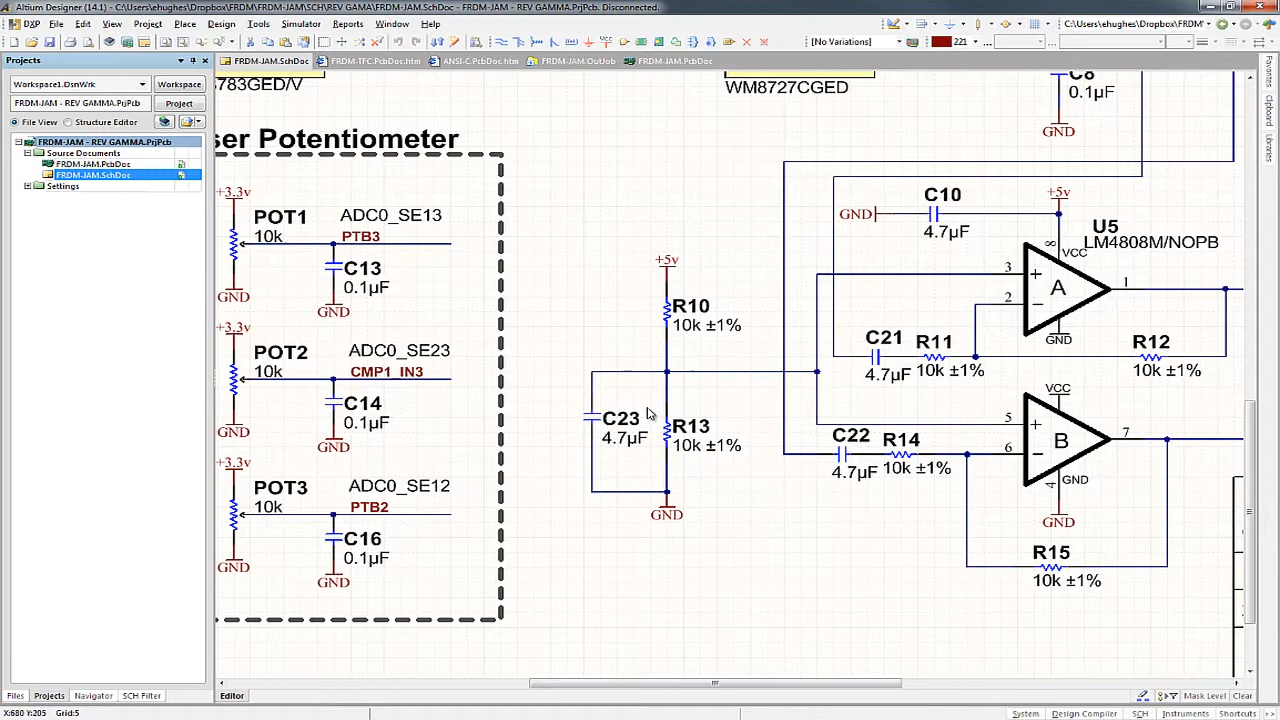 Altium Designer (14.1) - C:\Users\ehughes\Dropbox\FRDM\FRDM-JAM\SCH\REV GAMMA\FRDM-JAM.SchDoc - FRDM-JAM - REV GAMMA.PrjPcb. Disconnected.
DXP File Edit View Project Place Design Tools Simulator Reports Window Help
C:\Users\ehughes\Dropbox\FRDM\
[No Variations] 221
Projects
Workspace1.DsnWrk Workspace
FRDM-JAM - REV GAMMA.PrjPcb Project
File View Structure Editor
FRDM-JAM - REV GAMMA.PrjPcb
Source Documents
FRDM-JAM.PcbDoc
FRDM-JAM.SchDoc
Settings
FRDM-JAM.SchDoc FRDM-TFC.PcbDoc.htm ANSI-C.PcbDoc.htm FRDM-JAM.OutJob FRDM-JAM.PcbDoc
783GED/V
WM8727CGED
C8
0.1µF
GND
ser Potentiometer
+3.3v
POT1
10k
ADC0_SE13
PTB3
C13
0.1µF
GND
GND
+3.3v
POT2
10k
ADC0_SE23
CMP1_IN3
C14
0.1µF
GND
GND
+3.3v
POT3
10k
ADC0_SE12
PTB2
C16
0.1µF
GND
GND
+5v
R10
10k ±1%
C23
4.7µF
R13
10k ±1%
GND
C10
GND
4.7µF
+5v
U5
LM4808M/NOPB
8
VCC
3
+
A
1
2
−
GND
C21
4.7µF
R11
10k ±1%
R12
10k ±1%
VCC
5
+
B
7
6
−
4
GND
GND
C22
4.7µF
R14
10k ±1%
R15
10k ±1%
Files Projects Navigator SCH Filter
Editor
Mask Level Clear
X:680 Y:205 Grid:5
System Design Compiler SCH Instruments Shortcuts >>
Favorites
Clipboard
Libraries